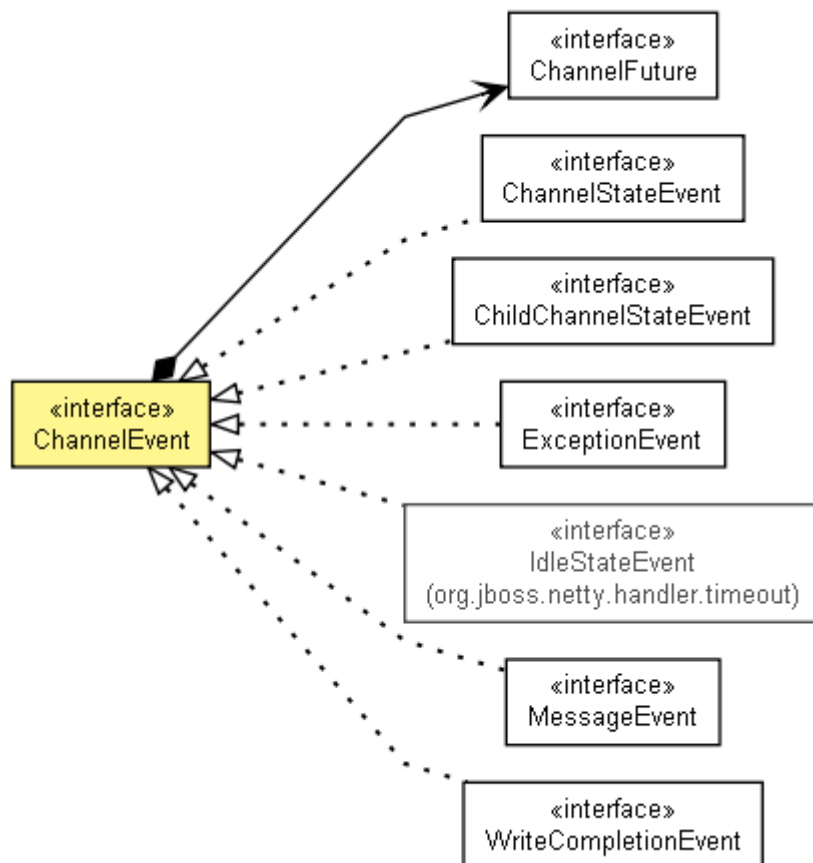 «interface»
ChannelFuture
«interface»
ChannelStateEvent
«interface»
ChildChannelStateEvent
«interface»
ChannelEvent
«interface»
ExceptionEvent
«interface»
IdleStateEvent
(org.jboss.netty.handler.timeout)
«interface»
MessageEvent
«interface»
WriteCompletionEvent